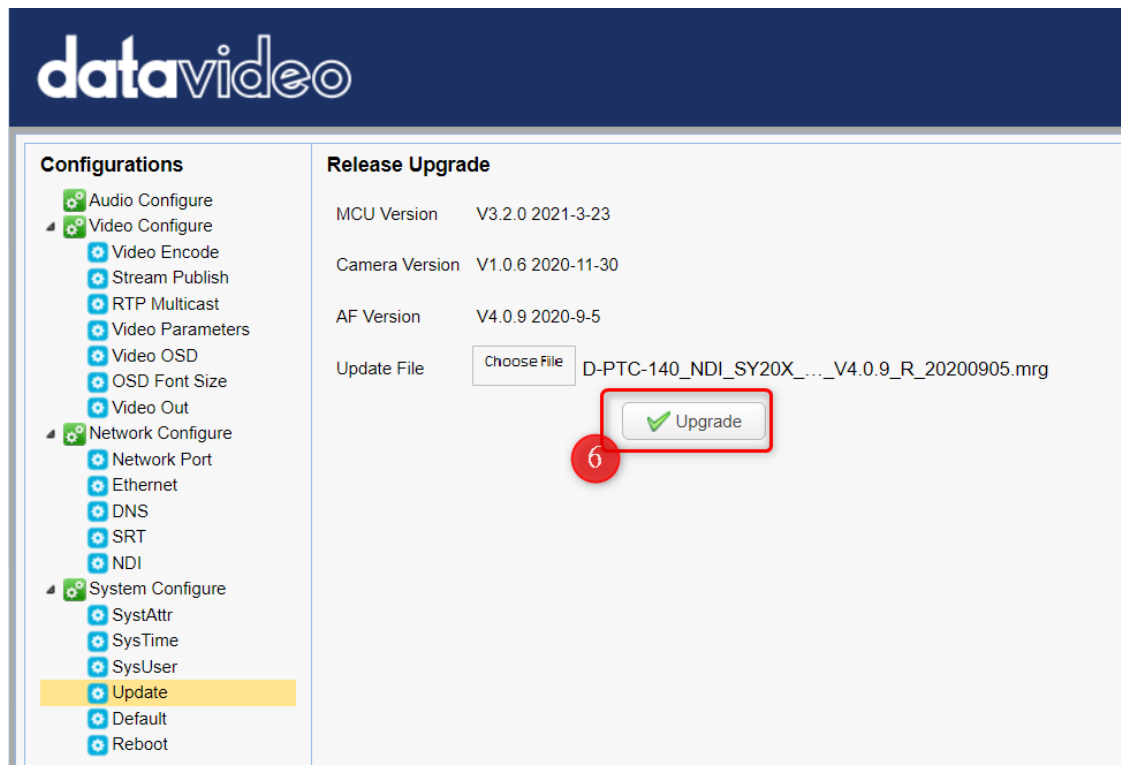 datavideo
Configurations
Audio Configure
Video Configure
Video Encode
Stream Publish
RTP Multicast
Video Parameters
Video OSD
OSD Font Size
Video Out
Network Configure
Network Port
Ethernet
DNS
SRT
NDI
System Configure
SystAttr
SysTime
SysUser
Update
Default
Reboot
Release Upgrade
MCU Version V3.2.0 2021-3-23
Camera Version V1.0.6 2020-11-30
AF Version V4.0.9 2020-9-5
Update File Choose File D-PTC-140_NDI_SY20X_…_V4.0.9_R_20200905.mrg
Upgrade
6